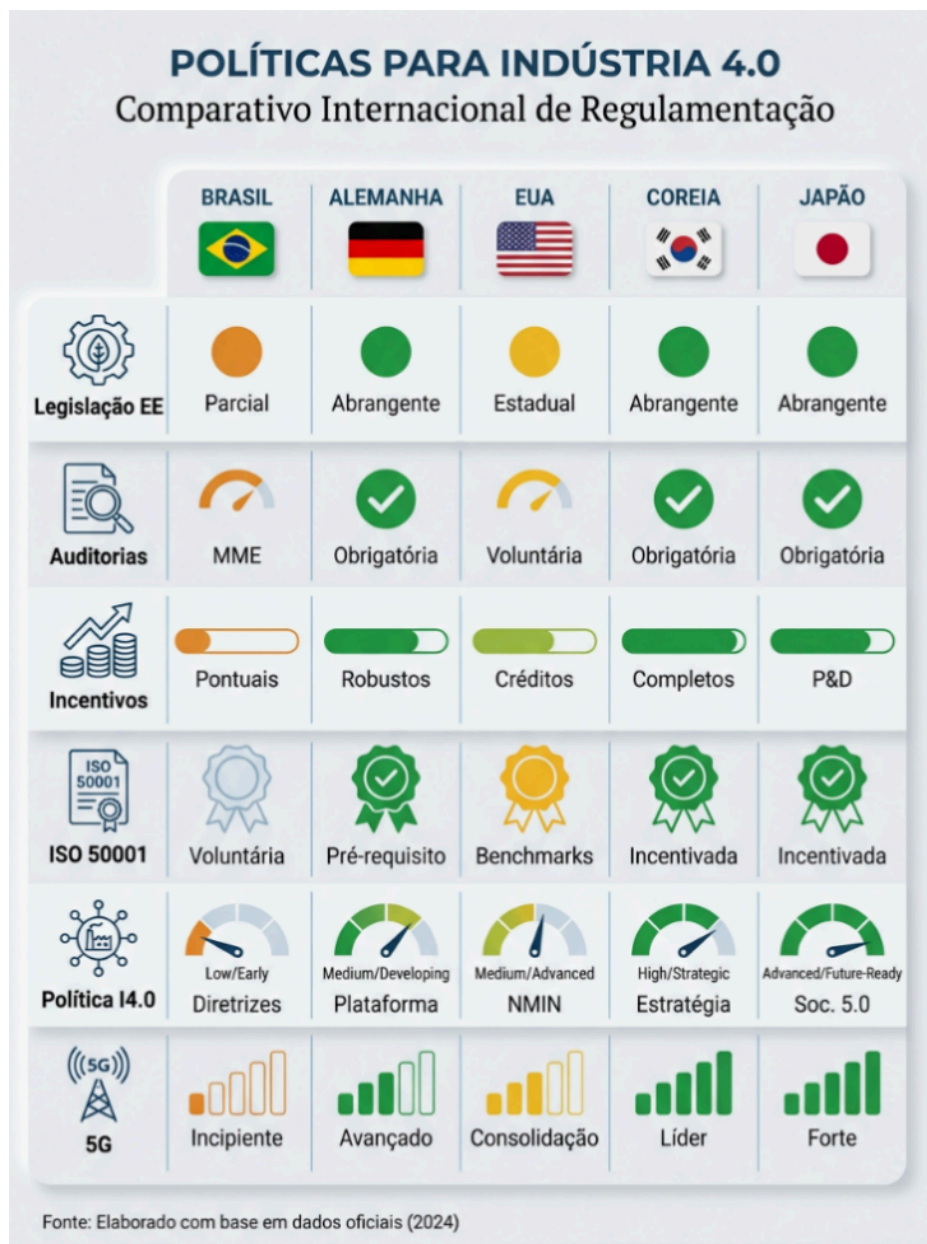 POLÍTICAS PARA INDÚSTRIA 4.0
Comparativo Internacional de Regulamentação
BRASIL ALEMANHA EUA COREIA JAPÃO
Legislação EE Parcial Abrangente Estadual Abrangente Abrangente
Auditorias MME Obrigatória Voluntária Obrigatória Obrigatória
Incentivos Pontuais Robustos Créditos Completos P&D
ISO
50001
ISO 50001 Voluntária Pré-requisito Benchmarks Incentivada Incentivada
Low/Early Medium/Developing Medium/Advanced High/Strategic Advanced/Future-Ready
Política I4.0 Diretrizes Plataforma NMIN Estratégia Soc. 5.0
((5G))
5G Incipiente Avançado Consolidação Líder Forte
Fonte: Elaborado com base em dados oficiais (2024)